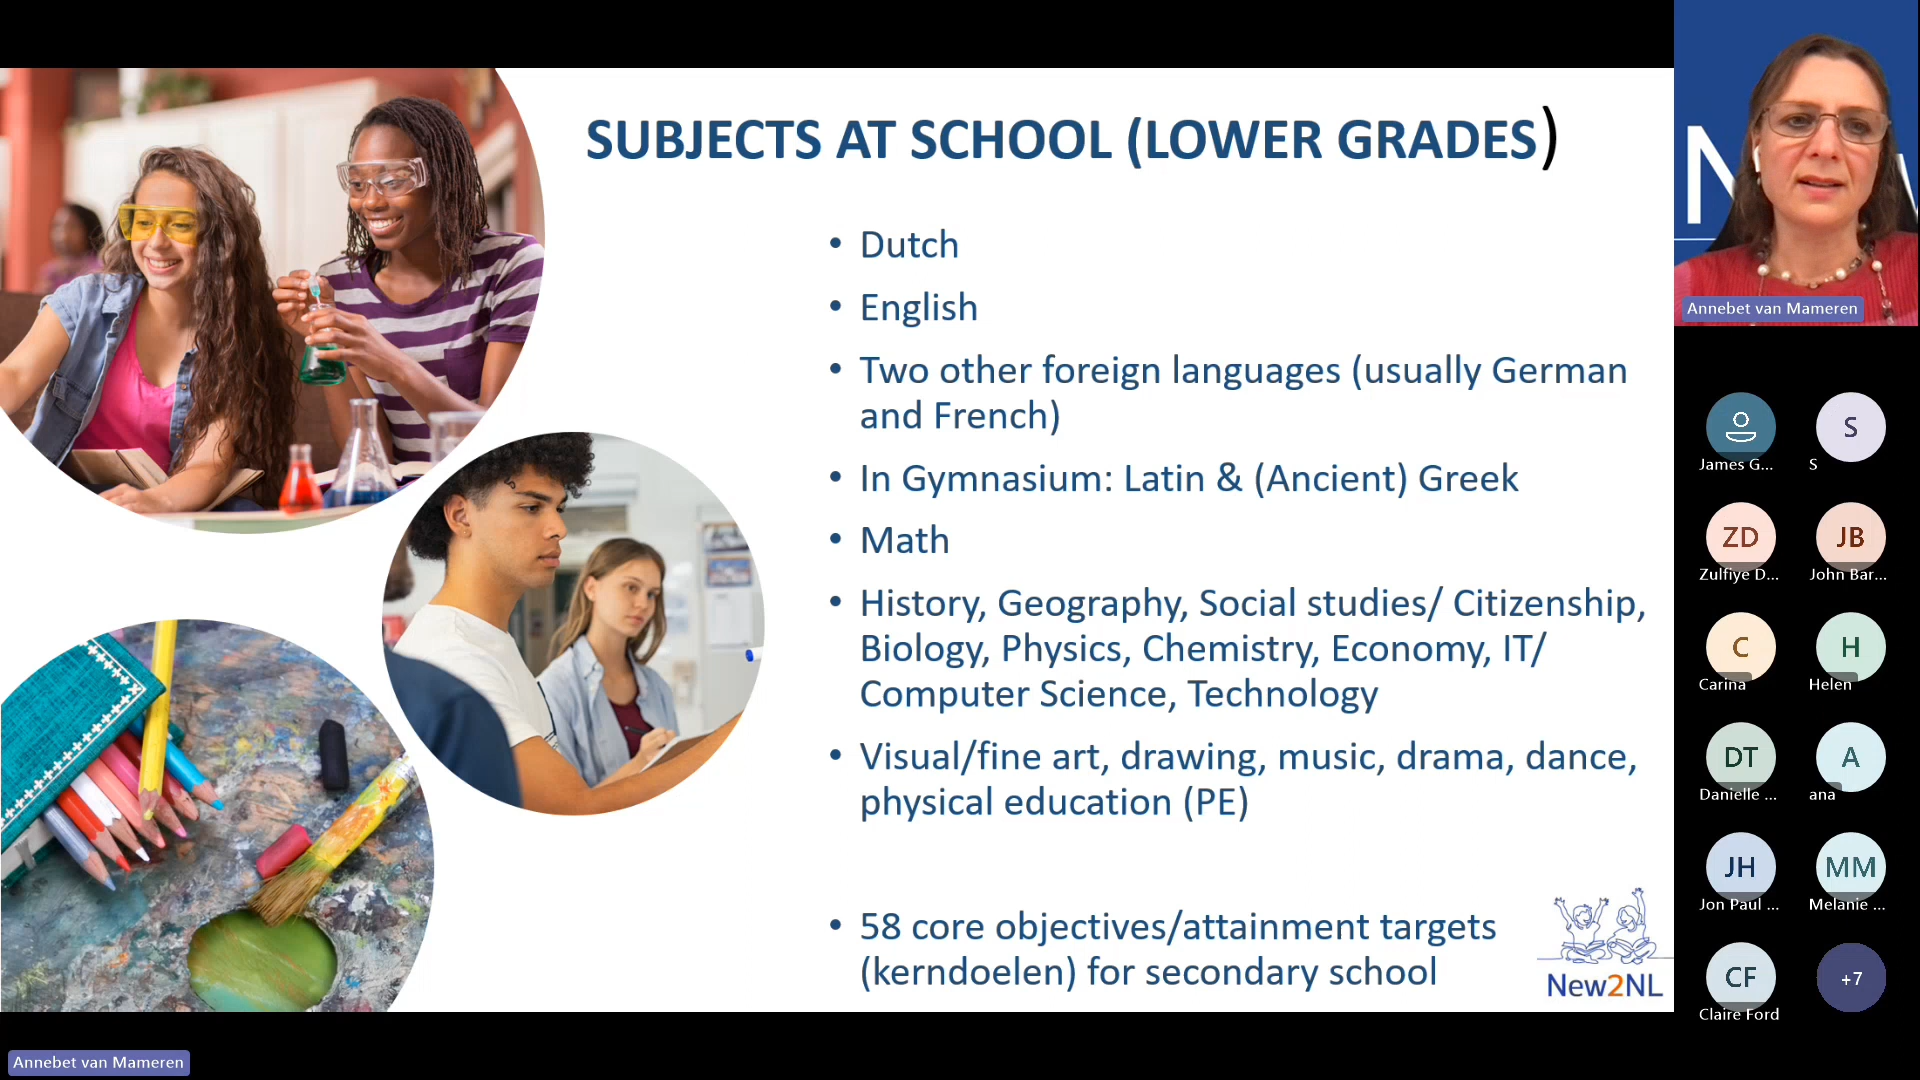 SUBJECTS AT SCHOOL (LOWER GRADES)
• Dutch
• English
• Two other foreign languages (usually German
and French)
• In Gymnasium: Latin & (Ancient) Greek
• Math
• History, Geography, Social studies/ Citizenship,
Biology, Physics, Chemistry, Economy, IT/
Computer Science, Technology
• Visual/fine art, drawing, music, drama, dance,
physical education (PE)
• 58 core objectives/attainment targets
(kerndoelen) for secondary school
New2NL
N
Annebet van Mameren
James G...
S
S
ZD
Zulfiye D...
JB
John Bar...
C
Carina
H
Helen
DT
Danielle ...
A
ana
JH
Jon Paul ...
MM
Melanie ...
CF
Claire Ford
+7
Annebet van Mameren